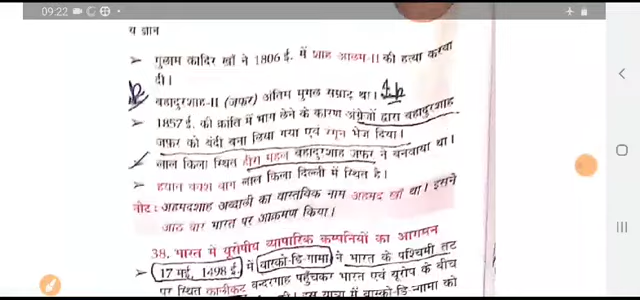 09:22
य ज्ञान
➤ गुलाम कादिर खाँ ने 1806 ई. में शाह आलम-II की हत्या करवा
दी।
बहादुरशाह-II (जफर) अंतिम मुगल सम्राट था।
➤ 1857 ई. की क्रांति में भाग लेने के कारण अंग्रेजों द्वारा बहादुरशाह
जफर को बंदी बना लिया गया एवं रंगून भेज दिया।
लाल किला स्थित हीरा महल बहादुरशाह जफर ने बनवाया था।
➤ हयात बख्श बाग लाल किला दिल्ली में स्थित है।
नोट : अहमदशाह अब्दाली का वास्तविक नाम अहमद खाँ था। इसने
आठ बार भारत पर आक्रमण किया।
38. भारत में यूरोपीय व्यापारिक कम्पनियों का आगमन
➤ 17 मई, 1498 ई. में वास्को-डि-गामा ने भारत के पश्चिमी तट
पर स्थित कालीकट बन्दरगाह पहुँचकर भारत एवं यूरोप के बीच
इस यात्रा में वास्को-डि-गामा को